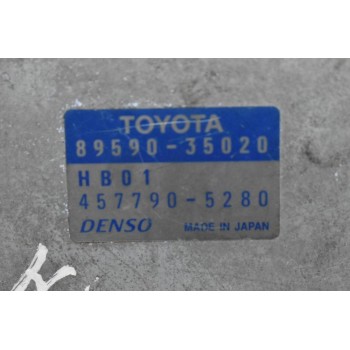 TOYOTA
89590-35020
HB01
457790-5280
DENSO MADE IN JAPAN